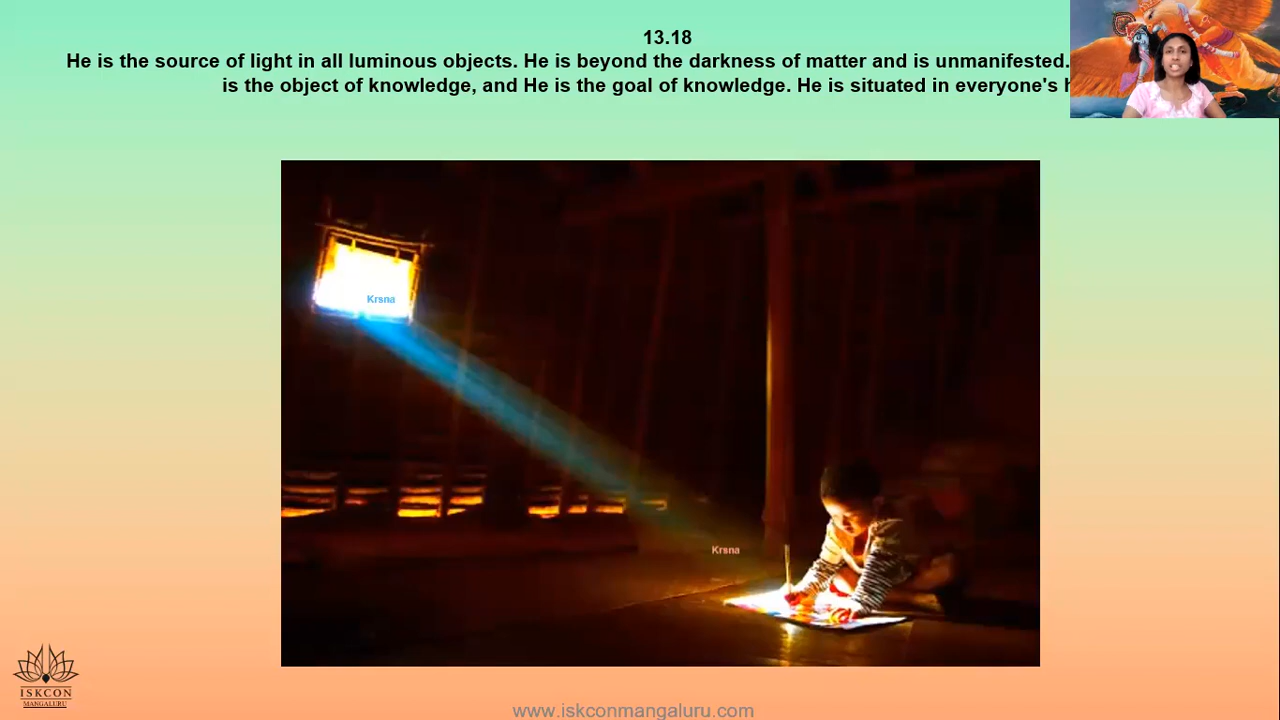 13.18
He is the source of light in all luminous objects. He is beyond the darkness of matter and is unmanifested.
is the object of knowledge, and He is the goal of knowledge. He is situated in everyone's
Krsna
Krsna
ISKCON
MANGALURU
www.iskconmangaluru.com